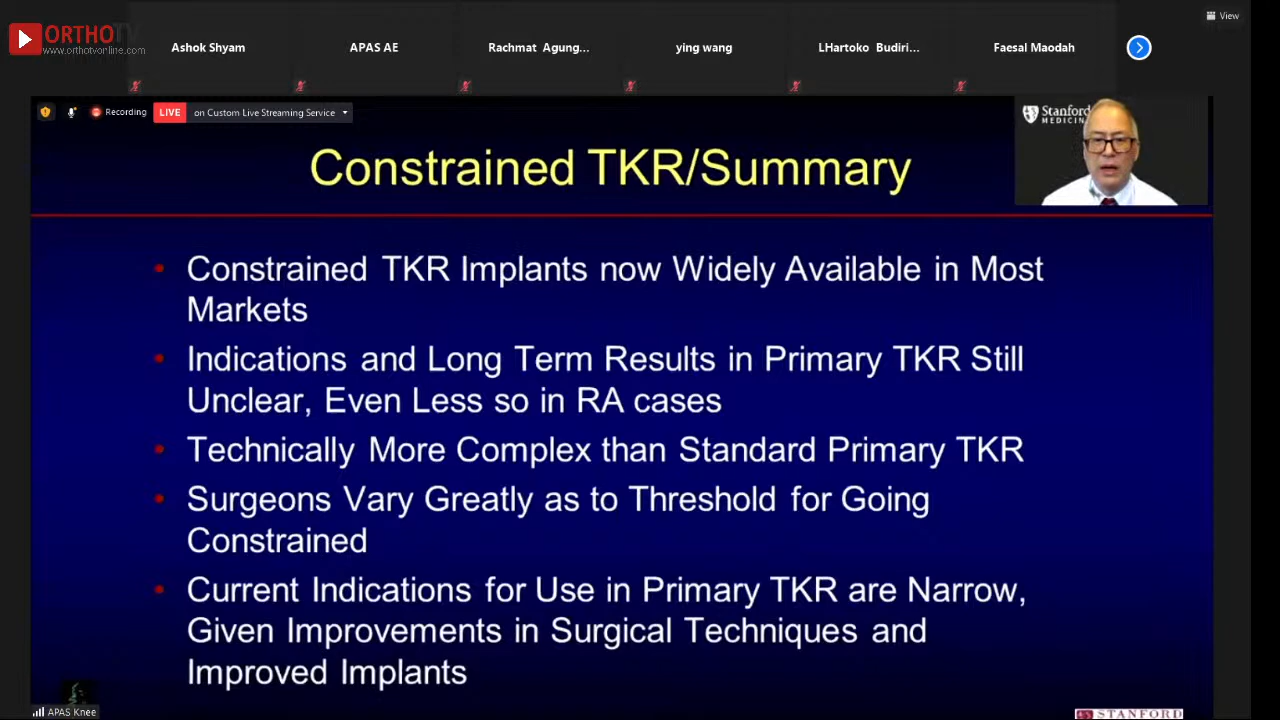 ORTHOTV
www.orthotvonline.com
View
Ashok Shyam
APAS AE
Rachmat Agung...
ying wang
LHartoko Budiri...
Faesal Maodah
Recording
LIVE
on Custom Live Streaming Service
Stanford
MEDICINE
Constrained TKR/Summary
• Constrained TKR Implants now Widely Available in Most
Markets
• Indications and Long Term Results in Primary TKR Still
Unclear, Even Less so in RA cases
• Technically More Complex than Standard Primary TKR
• Surgeons Vary Greatly as to Threshold for Going
Constrained
• Current Indications for Use in Primary TKR are Narrow,
Given Improvements in Surgical Techniques and
Improved Implants
APAS Knee
STANFORD